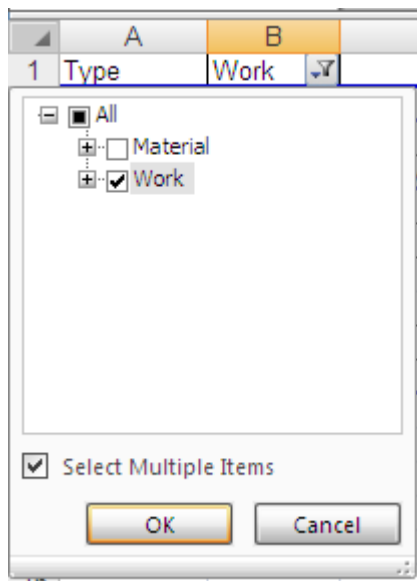 A B
1 Type Work
All
Material
Work
Select Multiple Items
OK Cancel